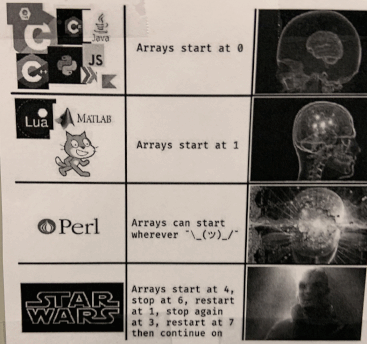 C
C
Java
C++
JS
Arrays start at 0
Lua
MATLAB
Arrays start at 1
Perl
Arrays can start
wherever ¯\_(ツ)_/¯
STAR
WARS
Arrays start at 4,
stop at 6, restart
at 1, stop again
at 3, restart at 7
then continue on